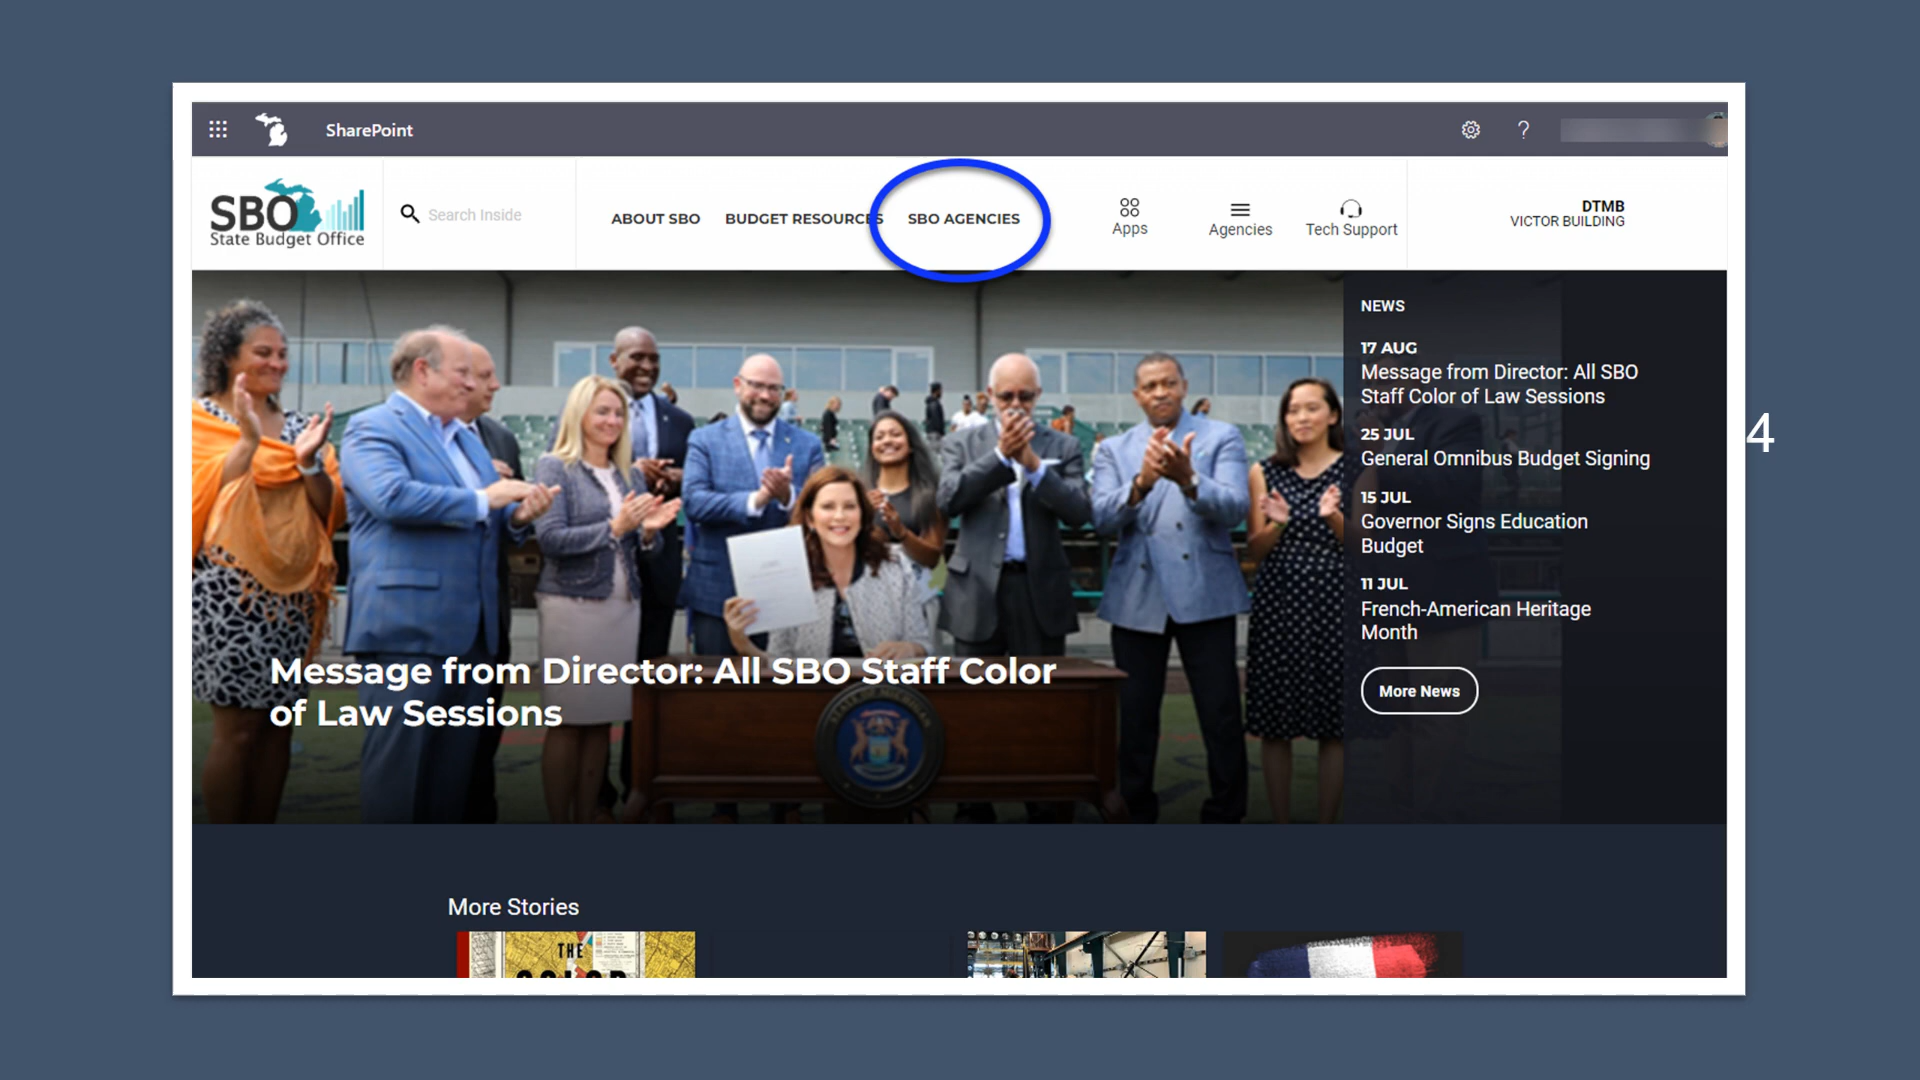 SharePoint
?
SBO
State Budget Office
Search Inside
ABOUT SBO
BUDGET RESOURCES
SBO AGENCIES
Apps
Agencies
Tech Support
DTMB
VICTOR BUILDING
Message from Director: All SBO Staff Color
of Law Sessions
NEWS
17 AUG
Message from Director: All SBO
Staff Color of Law Sessions
25 JUL
General Omnibus Budget Signing
15 JUL
Governor Signs Education
Budget
11 JUL
French-American Heritage
Month
More News
4
More Stories
THE
COLOR